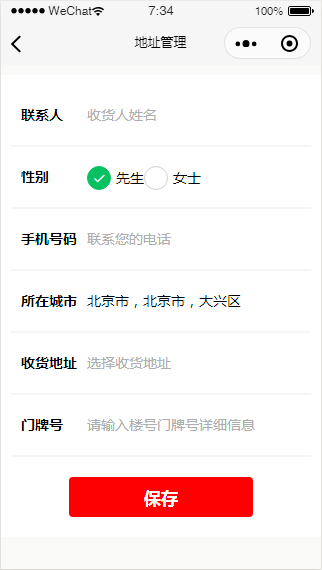 WeChat 7:34 100%
地址管理
联系人 收货人姓名
性别 先生 女士
手机号码 联系您的电话
所在城市 北京市，北京市，大兴区
收货地址 选择收货地址
门牌号 请输入楼号门牌号详细信息
保存